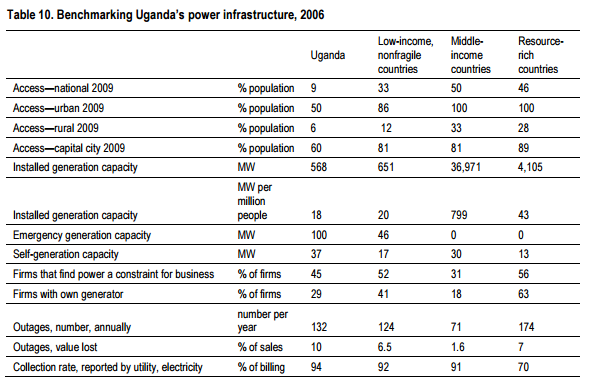 Table 10. Benchmarking Uganda's power infrastructure, 2006
Uganda Low-income, nonfragile countries Middle-income countries Resource-rich countries
Access—national 2009 % population 9 33 50 46
Access—urban 2009 % population 50 86 100 100
Access—rural 2009 % population 6 12 33 28
Access—capital city 2009 % population 60 81 81 89
Installed generation capacity MW 568 651 36,971 4,105
Installed generation capacity MW per million people 18 20 799 43
Emergency generation capacity MW 100 46 0 0
Self-generation capacity MW 37 17 30 13
Firms that find power a constraint for business % of firms 45 52 31 56
Firms with own generator % of firms 29 41 18 63
Outages, number, annually number per year 132 124 71 174
Outages, value lost % of sales 10 6.5 1.6 7
Collection rate, reported by utility, electricity % of billing 94 92 91 70